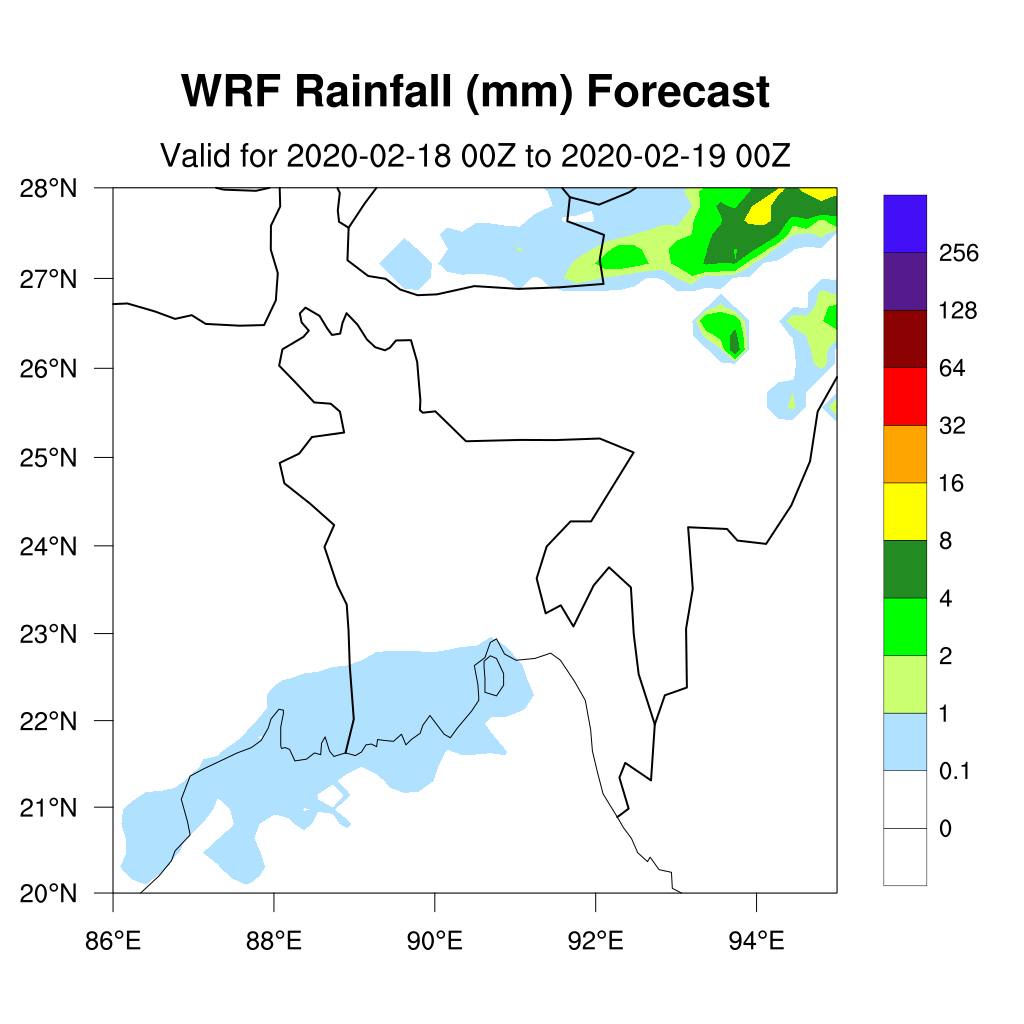 WRF Rainfall (mm) Forecast
Valid for 2020-02-18 00Z to 2020-02-19 00Z
28°N
27°N
26°N
25°N
24°N
23°N
22°N
21°N
20°N
86°E 88°E 90°E 92°E 94°E
256
128
64
32
16
8
4
2
1
0.1
0